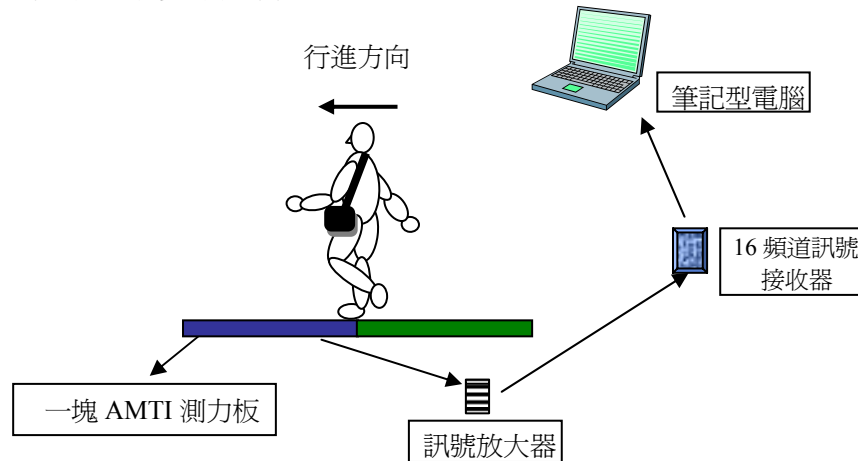 行進方向
筆記型電腦
16 頻道訊號
接收器
一塊 AMTI 測力板
訊號放大器